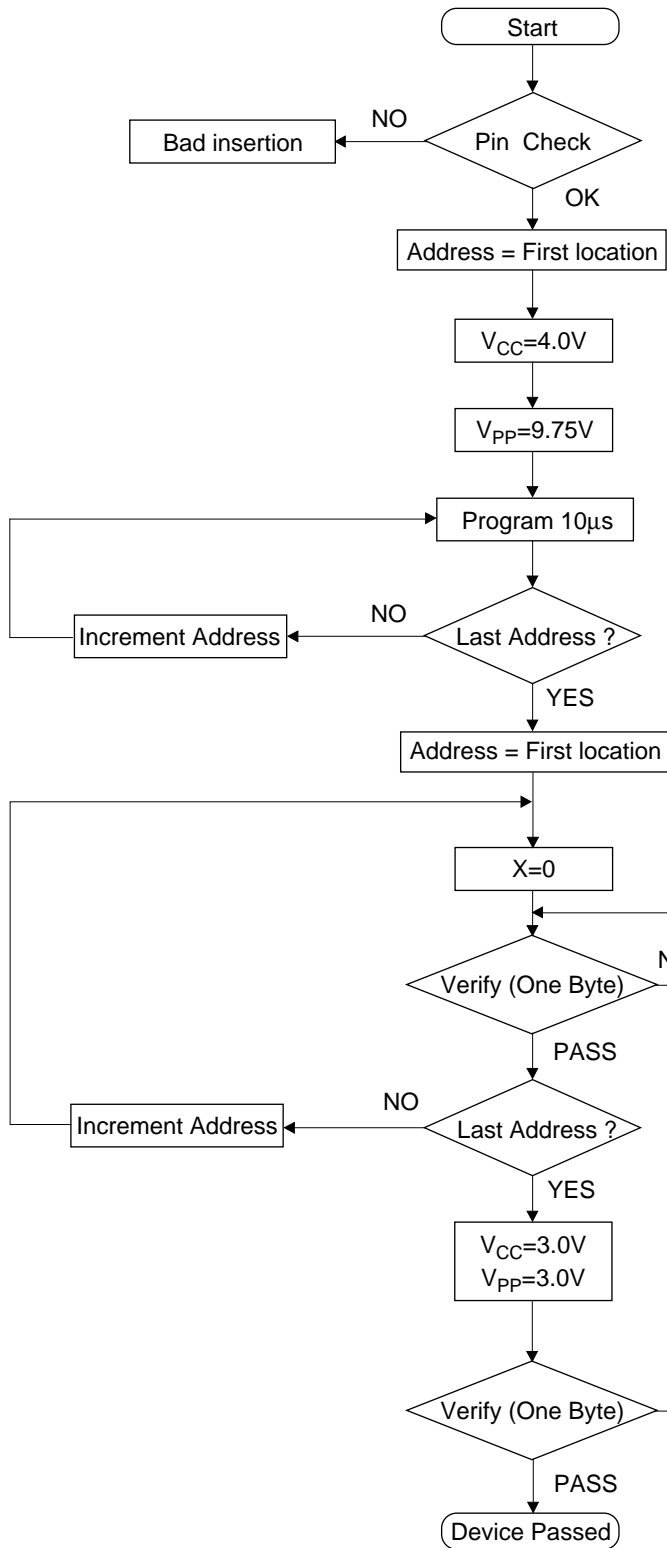 Start
NO
Bad insertion
Pin Check
OK
Address = First location
VCC=4.0V
VPP=9.75V
Program 10μs
NO
Increment Address
Last Address ?
YES
Address = First location
X=0
Verify (One Byte)
PASS
NO
Increment Address
Last Address ?
YES
VCC=3.0V
VPP=3.0V
Verify (One Byte)
PASS
Device Passed